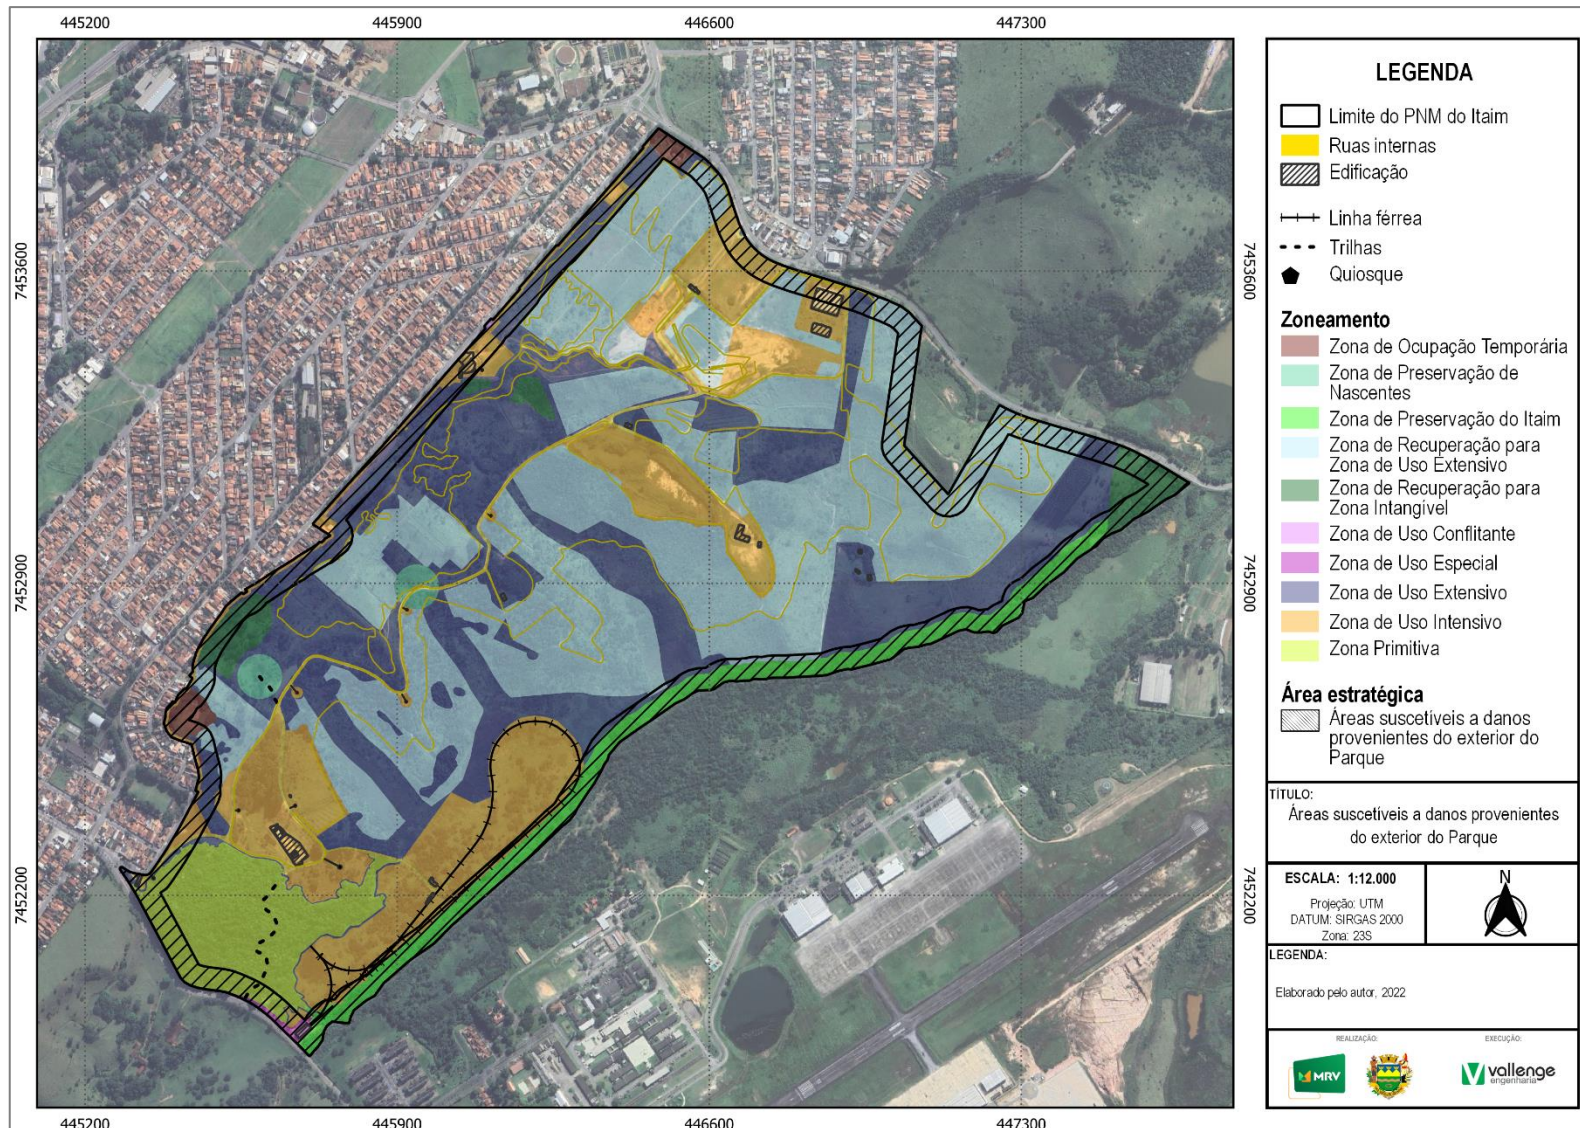 445200
445900
446600
447300
7453600
7452900
7452200
7453600
7452900
7452200
445200
445900
446600
447300
LEGENDA
Limite do PNM do Itaim
Ruas internas
Edificação
Linha férrea
Trilhas
Quiosque
Zoneamento
Zona de Ocupação Temporária
Zona de Preservação de
Nascentes
Zona de Preservação do Itaim
Zona de Recuperação para
Zona de Uso Extensivo
Zona de Recuperação para
Zona Intangível
Zona de Uso Conflitante
Zona de Uso Especial
Zona de Uso Extensivo
Zona de Uso Intensivo
Zona Primitiva
Área estratégica
Áreas suscetíveis a danos
provenientes do exterior do
Parque
TÍTULO:
Áreas suscetíveis a danos provenientes
do exterior do Parque
ESCALA: 1:12.000
Projeção: UTM
DATUM: SIRGAS 2000
Zona: 23S
N
LEGENDA:
Elaborado pelo autor, 2022
REALIZAÇÃO:
EXECUÇÃO:
MRV
vallenge
engenharia